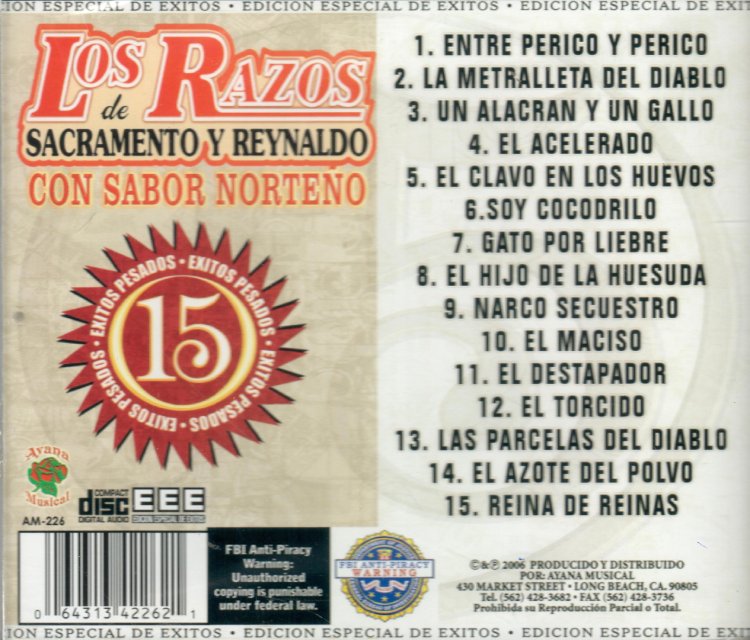 ION ESPECIAL DE EXITOS • EDICION ESPECIAL DE EXITOS • EDICION ESPECIAL DE EXITOS
LOS RAZOS
de
SACRAMENTO Y REYNALDO
CON SABOR NORTEÑO
• EXITOS PESADOS • EXITOS PESADOS • EXITOS PESADOS • EXITOS PESADOS
15
Ayana
Musical
AM-226
COMPACT
disc
DIGITAL AUDIO
EEE
EDICION ESPECIAL DE EXITOS
1. ENTRE PERICO Y PERICO
2. LA METRALLETA DEL DIABLO
3. UN ALACRAN Y UN GALLO
4. EL ACELERADO
5. EL CLAVO EN LOS HUEVOS
6.SOY COCODRILO
7. GATO POR LIEBRE
8. EL HIJO DE LA HUESUDA
9. NARCO SECUESTRO
10. EL MACISO
11. EL DESTAPADOR
12. EL TORCIDO
13. LAS PARCELAS DEL DIABLO
14. EL AZOTE DEL POLVO
15. REINA DE REINAS
0 64313 42262 1
FBI Anti-Piracy
Warning:
Unauthorized
copying is punishable
under federal law.
FBI ANTI-PIRACY
WARNING
©&℗ 2006 PRODUCIDO Y DISTRIBUIDO
POR: AYANA MUSICAL
430 MARKET STREET • LONG BEACH, CA. 90805
Tel. (562) 428-3682 • FAX (562) 428-3736
Prohibida su Reproducción Parcial o Total.
ION ESPECIAL DE EXITOS • EDICION ESPECIAL DE EXITOS • EDICION ESPECIAL DE EXITOS